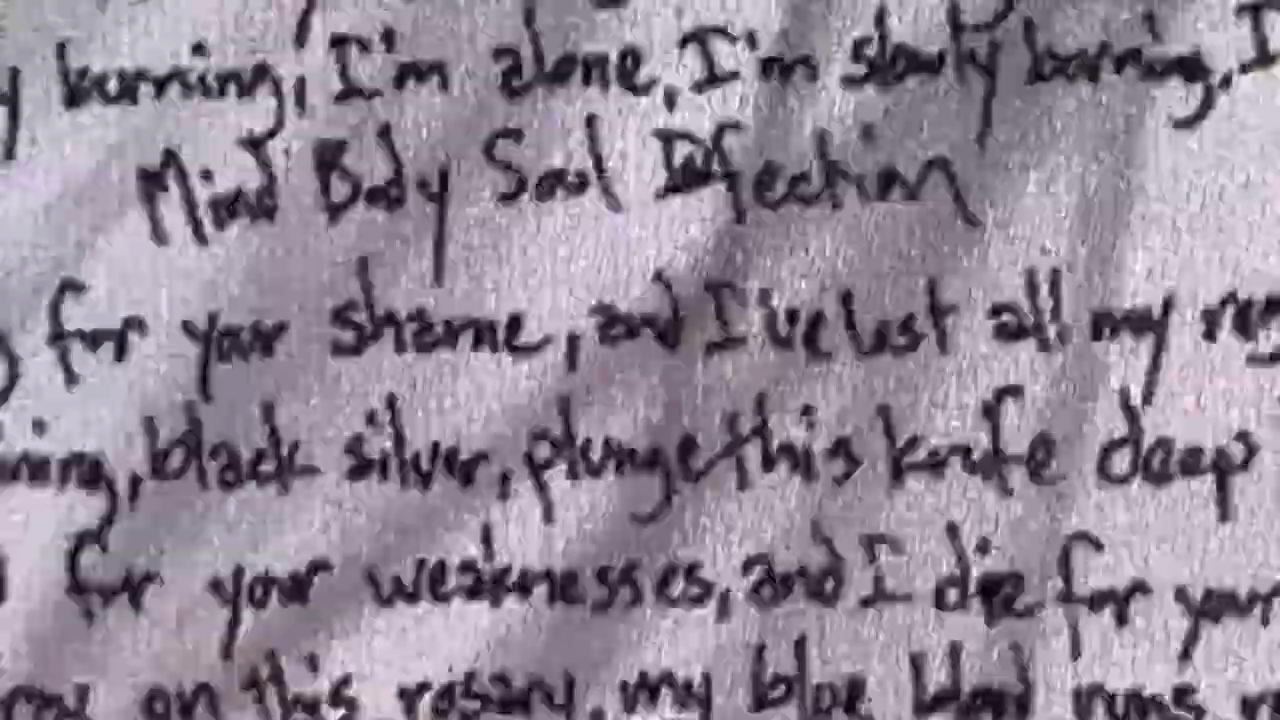 y burning, I'm alone, I'm slowly burning, I
Mind Body Soul Infection
for your shame, and I've lost all my
ning, black silver, plunge this knife deep
for your weaknesses, and I die for your
on this rosary, my blue blood runs